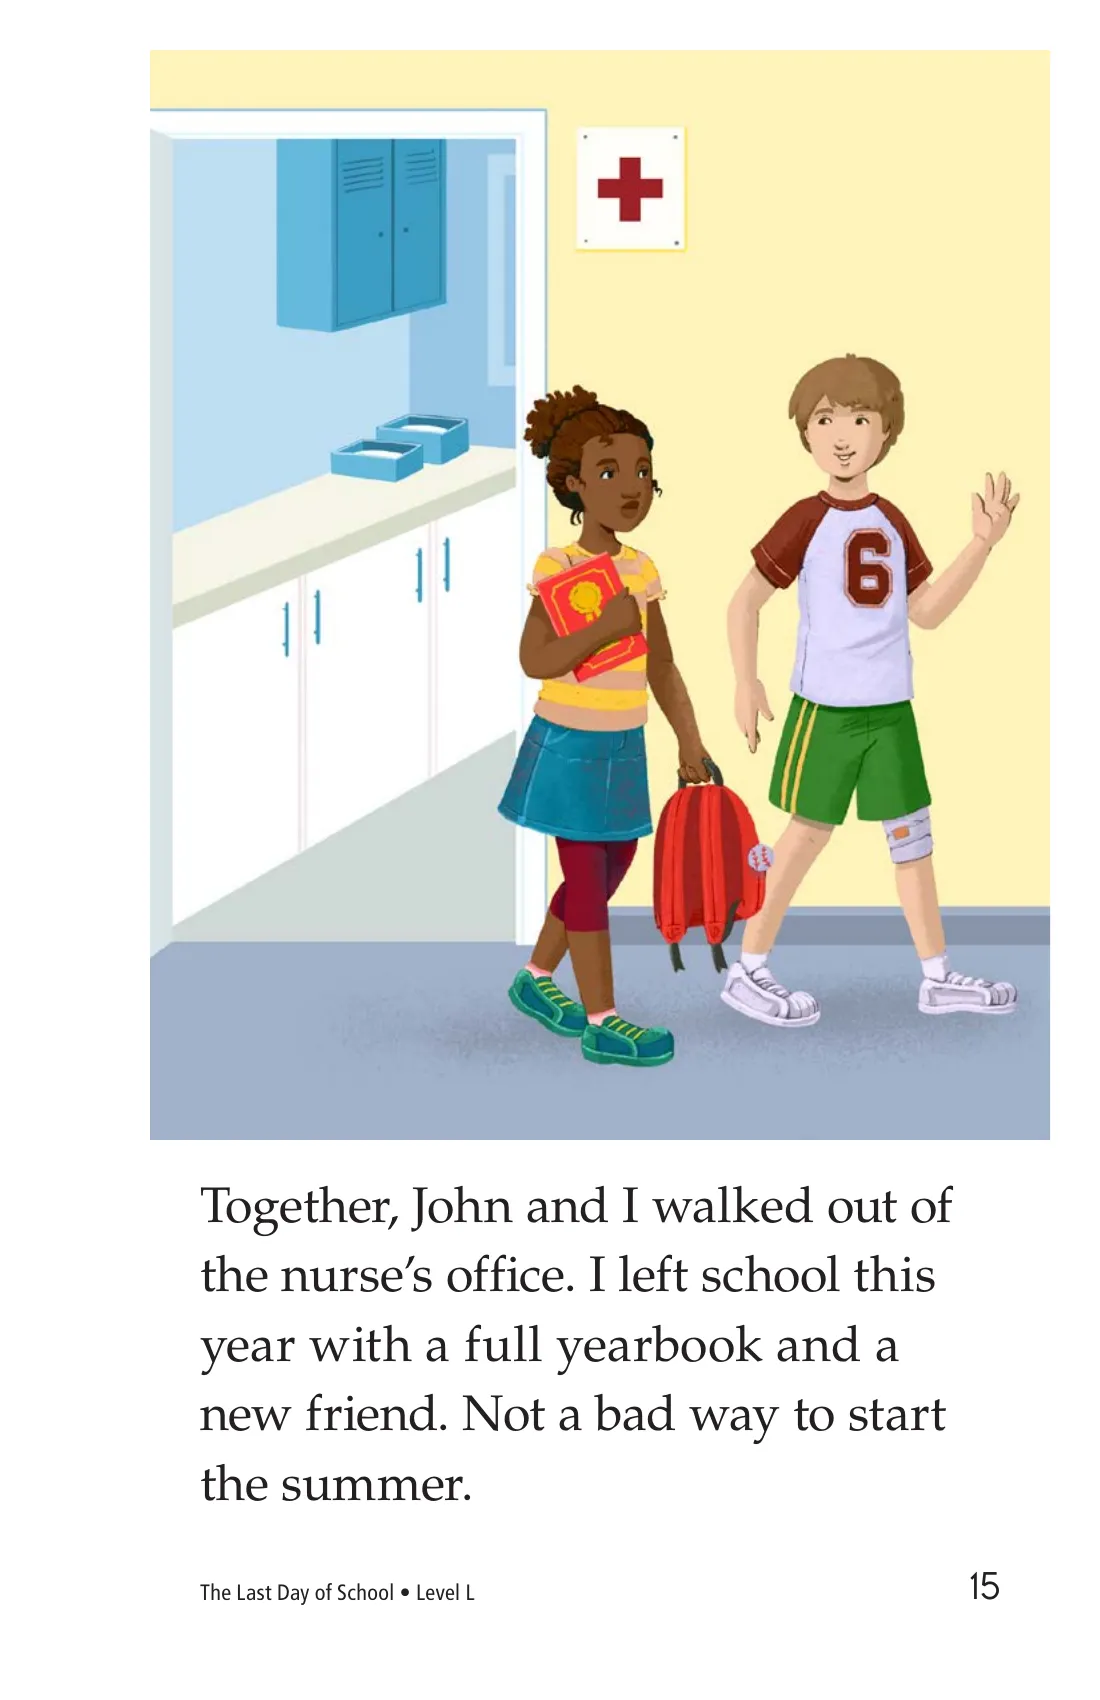 6
Together, John and I walked out of
the nurse’s office. I left school this
year with a full yearbook and a
new friend. Not a bad way to start
the summer.
The Last Day of School • Level L
15